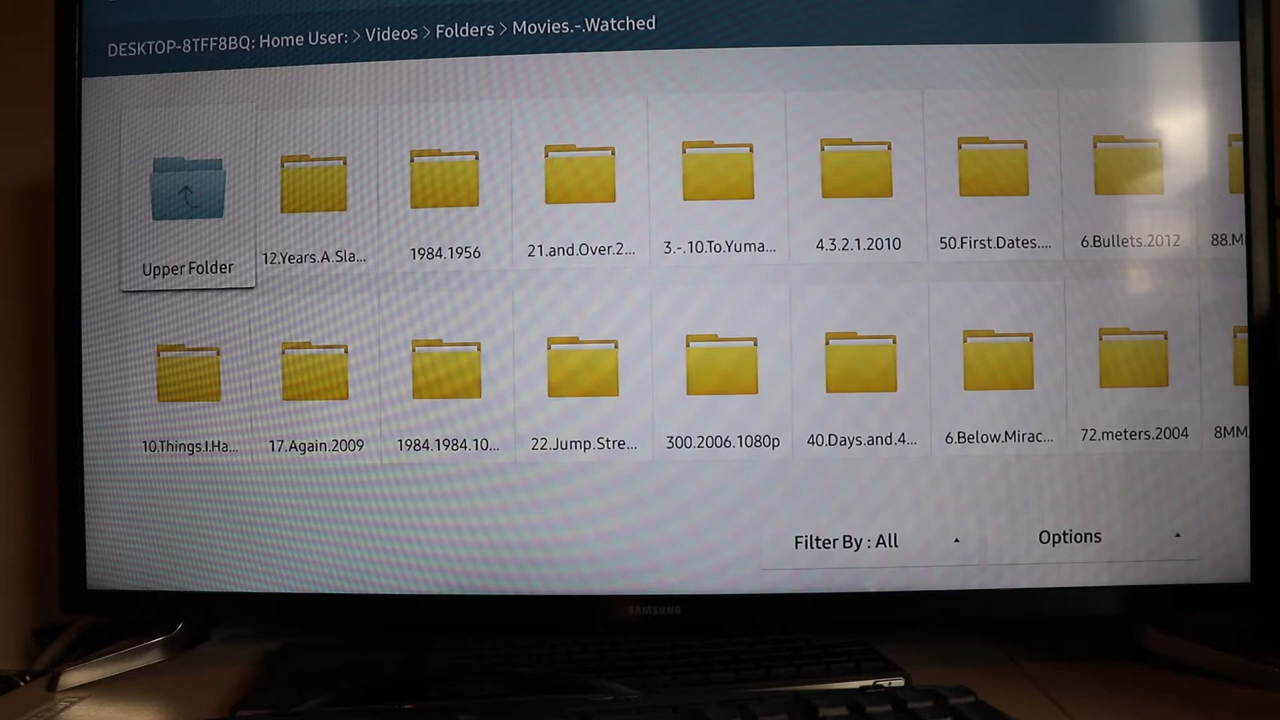 DESKTOP-8TFF8BQ: Home User: > Videos > Folders > Movies.-.Watched
Upper Folder
12.Years.A.Sla...
1984.1956
21.and.Over.2...
3.-.10.To.Yuma...
4.3.2.1.2010
50.First.Dates....
6.Bullets.2012
88.M
10.Things.I.Ha...
17.Again.2009
1984.1984.10...
22.Jump.Stre...
300.2006.1080p
40.Days.and.4...
6.Below.Mirac...
72.meters.2004
8MM
Filter By : All
Options
SAMSUNG